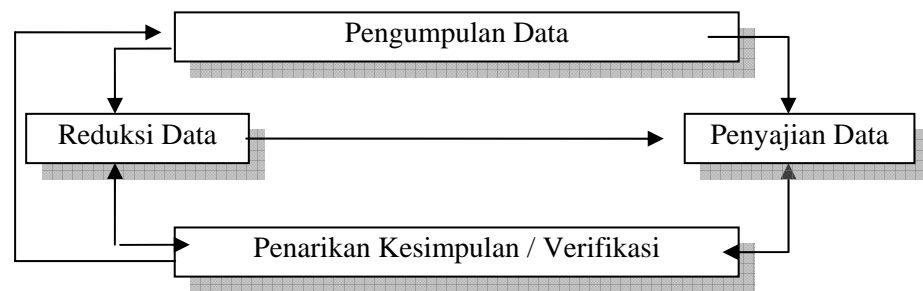 Pengumpulan Data
Reduksi Data
Penyajian Data
Penarikan Kesimpulan / Verifikasi